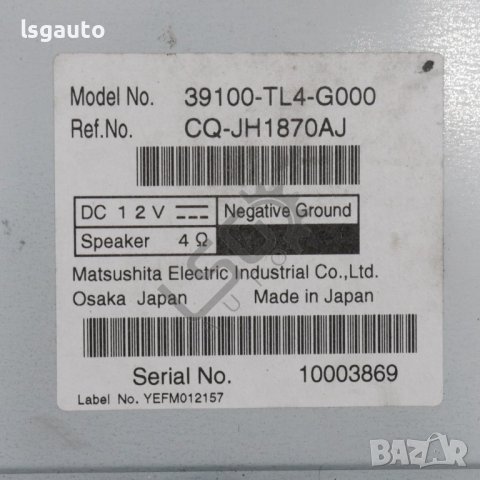 lsgauto
Model No. 39100-TL4-G000
Ref.No. CQ-JH1870AJ
DC 12V Negative Ground
Speaker 4Ω
Matsushita Electric Industrial Co.,Ltd.
Osaka Japan Made in Japan
Serial No. 10003869
Label No. YEFM012157
BAZAR